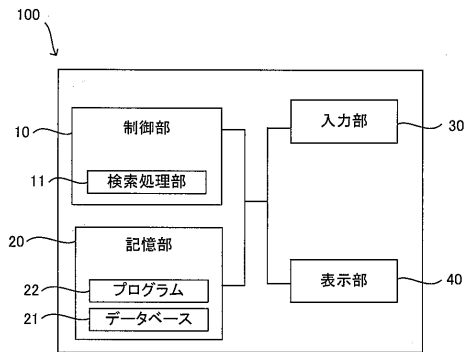 100
10
制御部
11
検索処理部
入力部
30
20
記憶部
22
プログラム
21
データベース
表示部
40